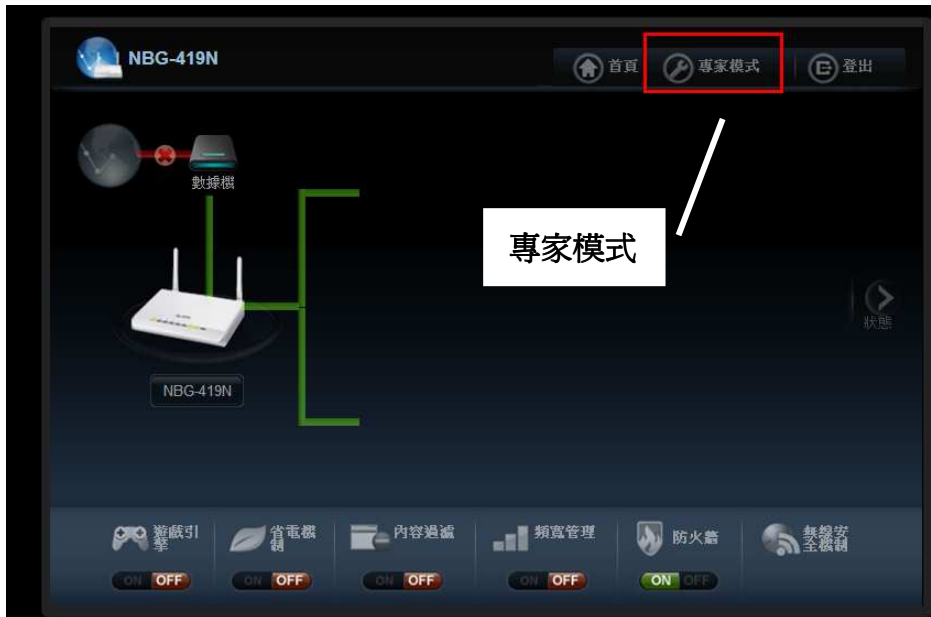 NBG-419N
首頁
專家模式
登出
數據機
專家模式
狀態
NBG-419N
遊戲引
擎
省電機
制
內容過濾
頻寬管理
防火牆
無線安
全機制
ON OFF
ON OFF
ON OFF
ON OFF
ON OFF